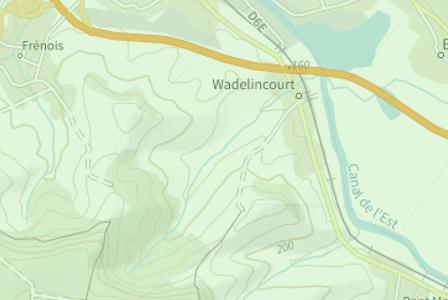 D6E
Frénois
160
Wadelincourt
Canal de l'Est
200